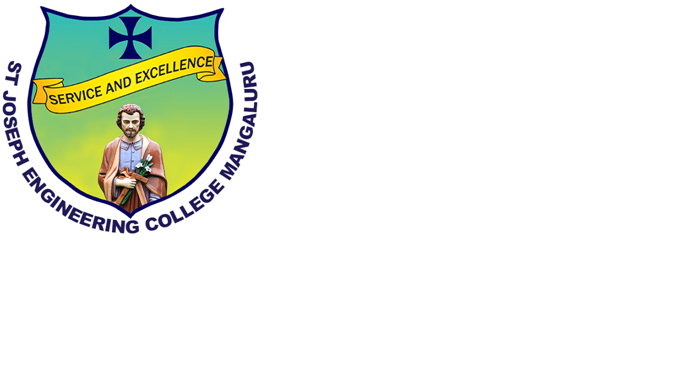 SERVICE AND EXCELLENCE
ST JOSEPH ENGINEERING COLLEGE MANGALURU